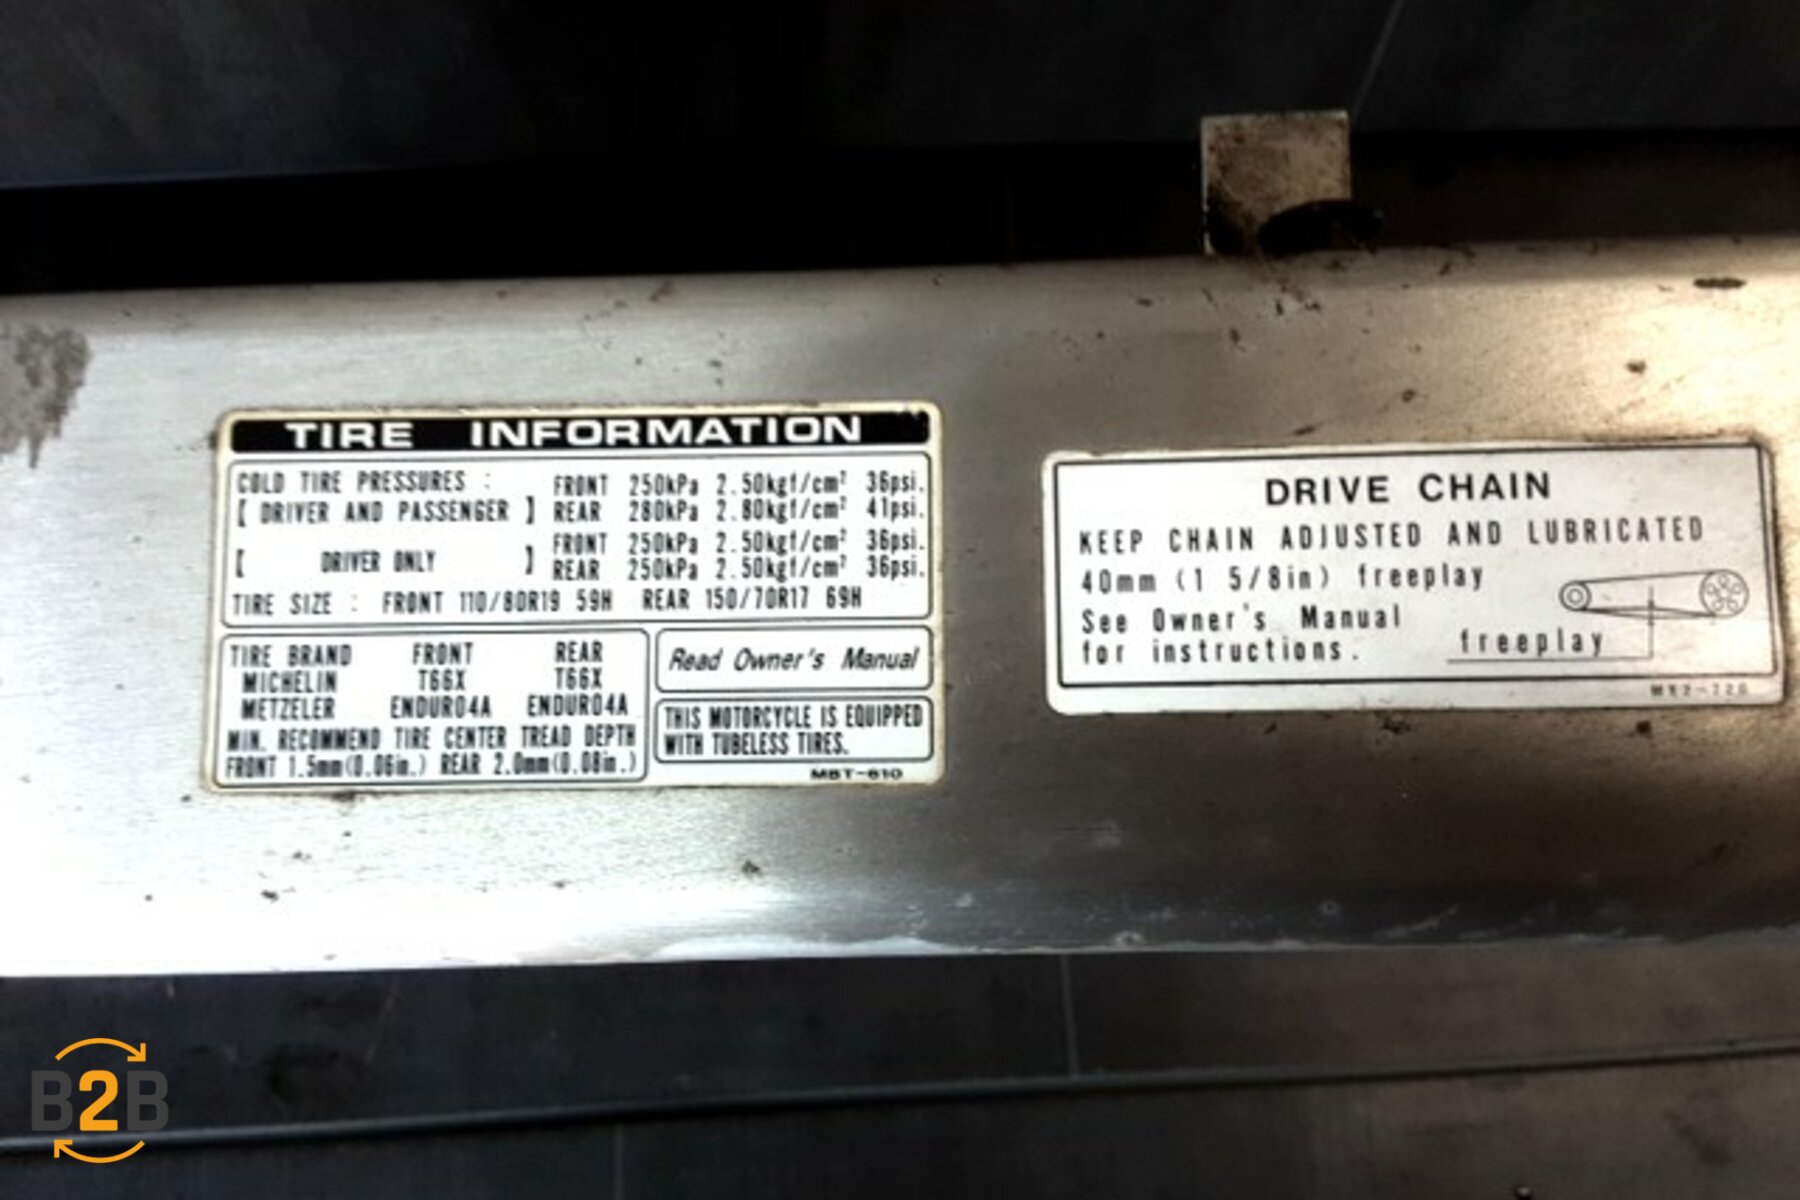 TIRE INFORMATION
COLD TIRE PRESSURES :
[ DRIVER AND PASSENGER ]
FRONT 250kPa 2.50kgf/cm² 36psi.
REAR 280kPa 2.80kgf/cm² 41psi.
[ DRIVER ONLY ]
FRONT 250kPa 2.50kgf/cm² 36psi.
REAR 250kPa 2.50kgf/cm² 36psi.
TIRE SIZE : FRONT 110/80R19 59H REAR 150/70R17 69H
TIRE BRAND FRONT REAR
MICHELIN T66X T66X
METZELER ENDURO4A ENDURO4A
MIN. RECOMMEND TIRE CENTER TREAD DEPTH
FRONT 1.5mm(0.06in.) REAR 2.0mm(0.08in.)
Read Owner's Manual
THIS MOTORCYCLE IS EQUIPPED
WITH TUBELESS TIRES.
MBT-610
DRIVE CHAIN
KEEP CHAIN ADJUSTED AND LUBRICATED
40mm (1 5/8in) freeplay
See Owner's Manual
for instructions.
freeplay
B2B